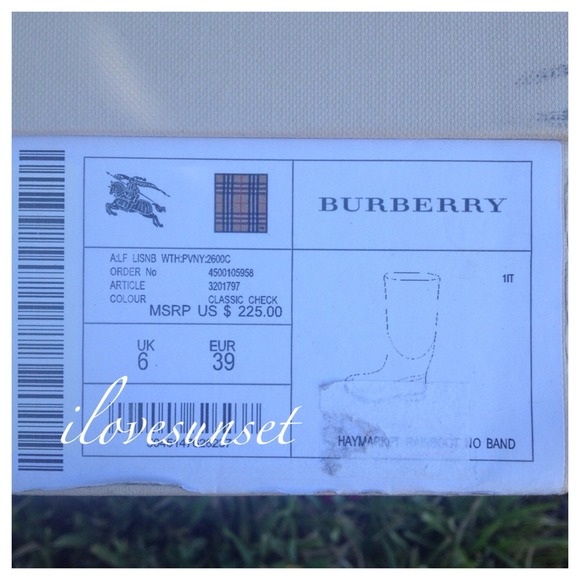 BURBERRY
A:LF LISNB WTH:PVNY:2600C
ORDER No 4500105958
ARTICLE 3201797
COLOUR CLASSIC CHECK
MSRP US $ 225.00
1IT
UK EUR
6 39
ilovesunset
HAYMARKET RAINBOOT NO BAND